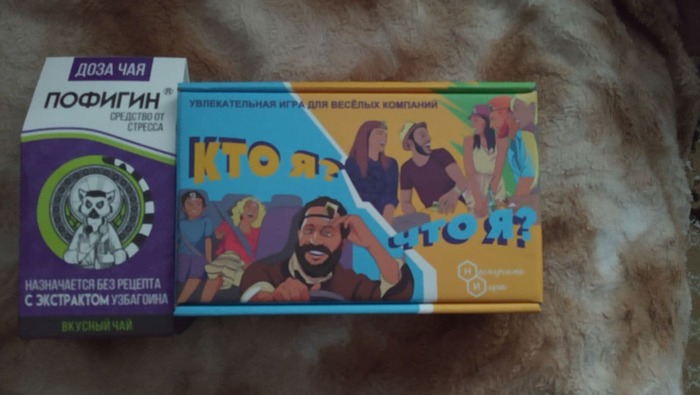 ДОЗА ЧАЯ
ПОФИГИН®
СРЕДСТВО ОТ
СТРЕССА
НАЗНАЧАЕТСЯ БЕЗ РЕЦЕПТА
С ЭКСТРАКТОМ УЗБАГОИНА
ВКУСНЫЙ ЧАЙ
УВЛЕКАТЕЛЬНАЯ ИГРА ДЛЯ ВЕСЁЛЫХ КОМПАНИЙ
КТО Я?
ЧТО Я?
Н
И